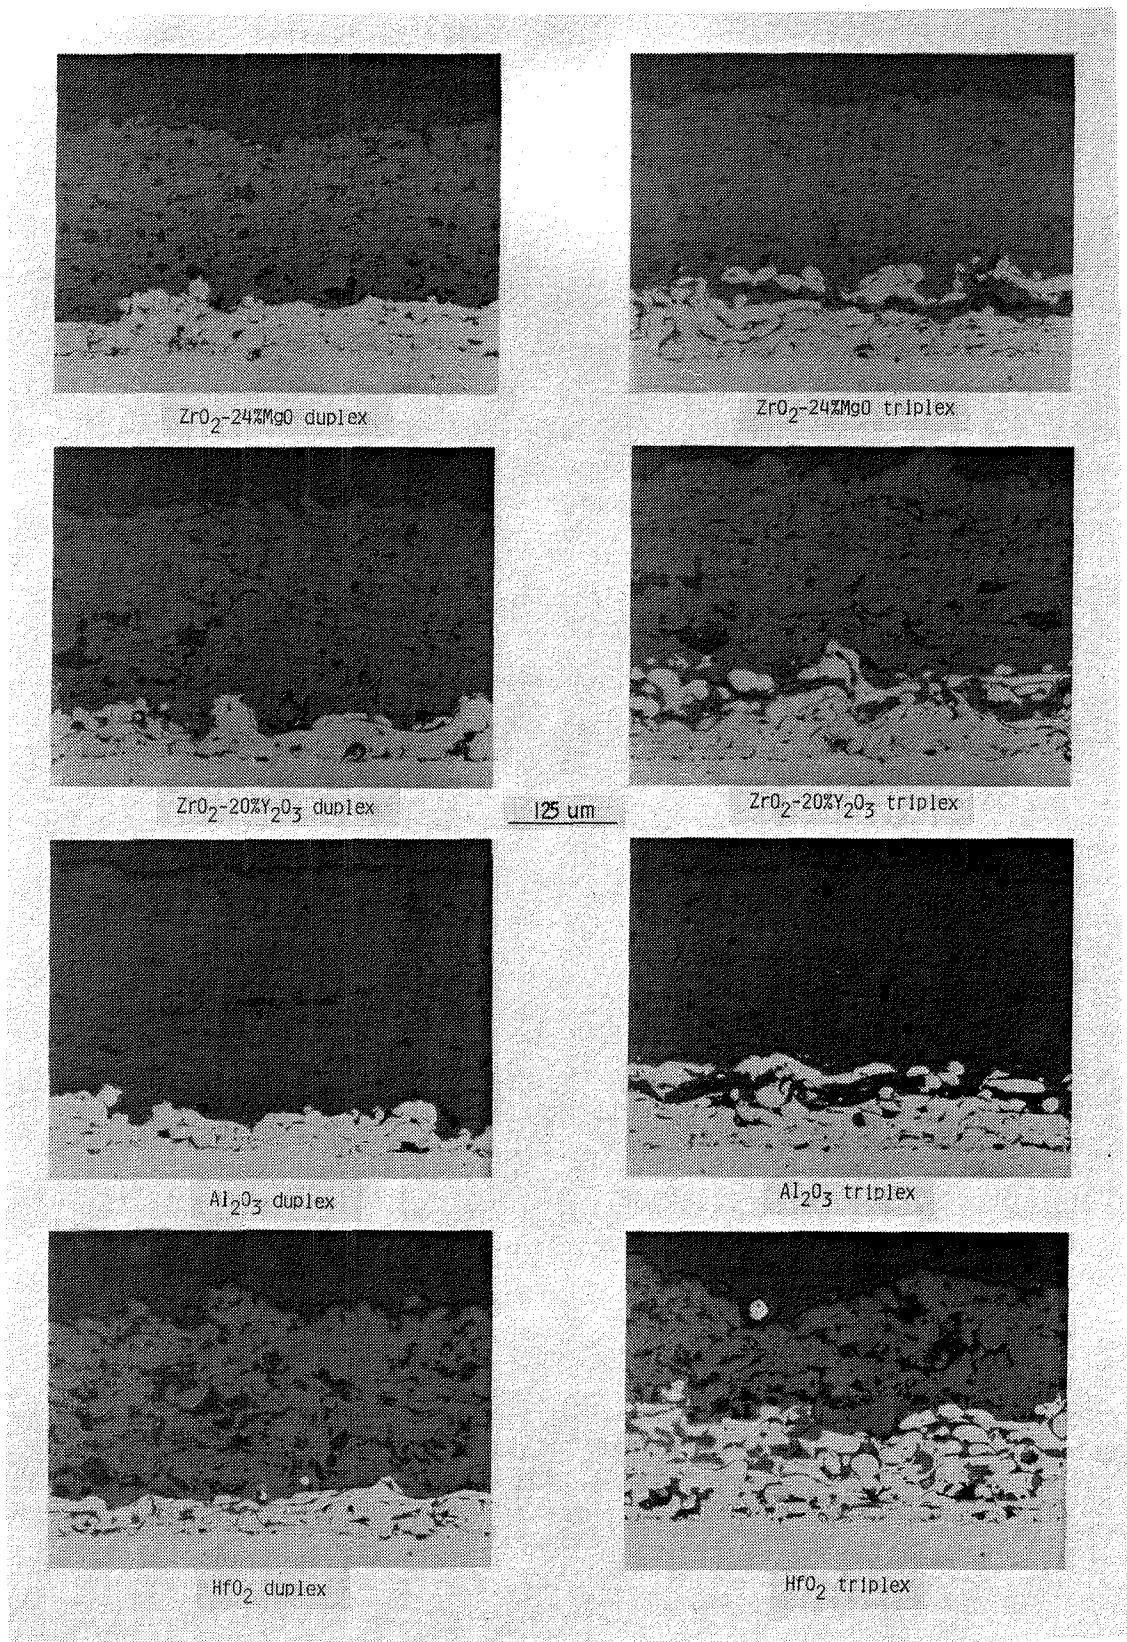 ZrO₂-24%MgO duplex
ZrO₂-24%MgO triplex
ZrO₂-20%Y₂O₃ duplex
125 um
ZrO₂-20%Y₂O₃ triplex
Al₂O₃ duplex
Al₂O₃ triplex
HfO₂ duplex
HfO₂ triplex